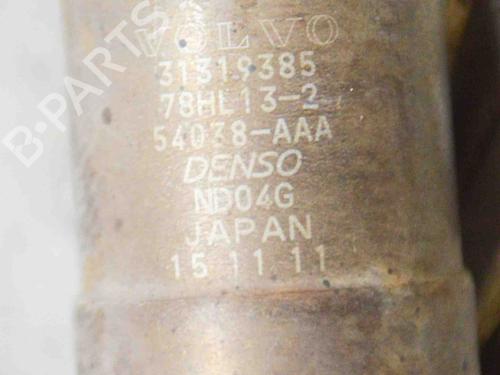 VOLVO
31319385
78HL13-2
54038-AAA
DENSO
ND04G
JAPAN
15 11 11
B-PARTS